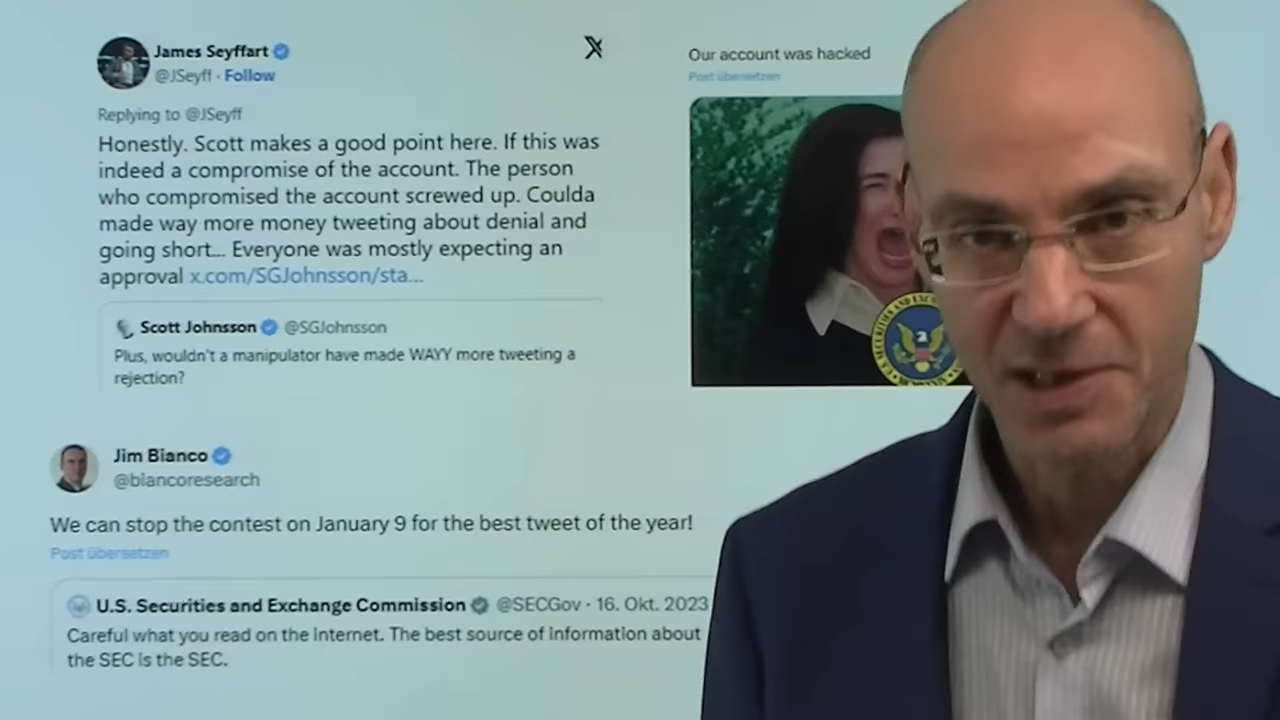 James Seyffart
@JSeyff · Follow
Replying to @JSeyff
Honestly. Scott makes a good point here. If this was
indeed a compromise of the account. The person
who compromised the account screwed up. Coulda
made way more money tweeting about denial and
going short... Everyone was mostly expecting an
approval x.com/SGJohnsson/sta...
Scott Johnsson @SGJohnsson
Plus, wouldn't a manipulator have made WAYY more tweeting a
rejection?
Our account was hacked
Post übersetzen
Jim Bianco
@biancoresearch
We can stop the contest on January 9 for the best tweet of the year!
Post übersetzen
U.S. Securities and Exchange Commission @SECGov · 16. Okt. 2023
Careful what you read on the internet. The best source of information about
the SEC is the SEC.